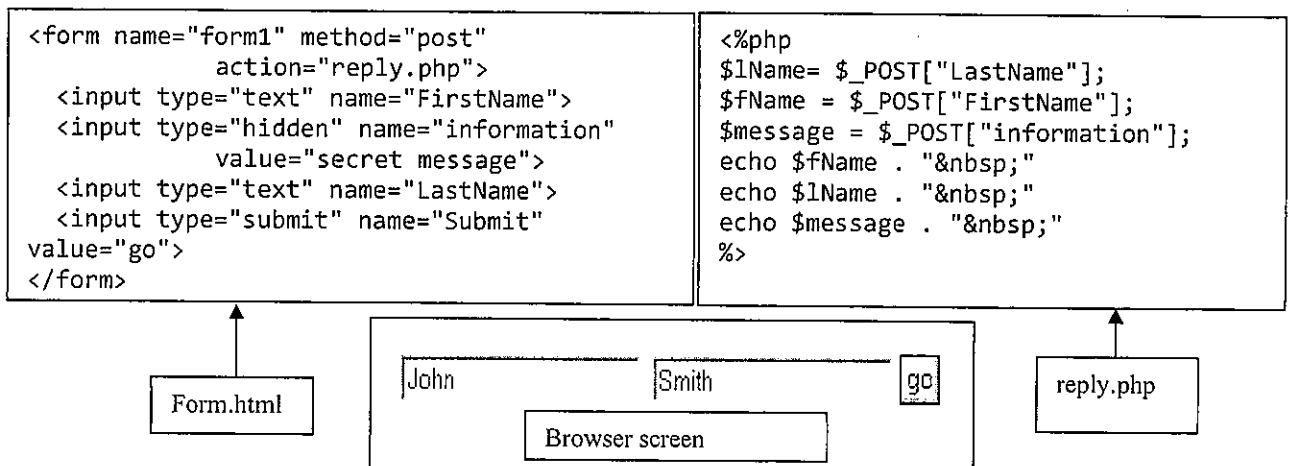 <form name="form1" method="post"
action="reply.php">
<input type="text" name="FirstName">
<input type="hidden" name="information"
value="secret message">
<input type="text" name="LastName">
<input type="submit" name="Submit"
value="go">
</form>
<%php
$lName= $_POST["LastName"];
$fName = $_POST["FirstName"];
$message = $_POST["information"];
echo $fName . "&nbsp;"
echo $lName . "&nbsp;"
echo $message . "&nbsp;"
%>
Form.html
John Smith go
Browser screen
reply.php